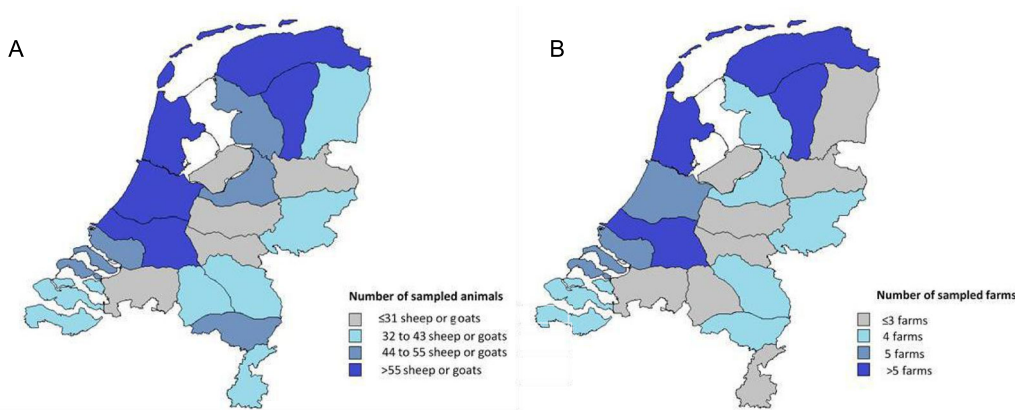 A
Number of sampled animals
≤31 sheep or goats
32 to 43 sheep or goats
44 to 55 sheep or goats
>55 sheep or goats
B
Number of sampled farms
≤3 farms
4 farms
5 farms
>5 farms